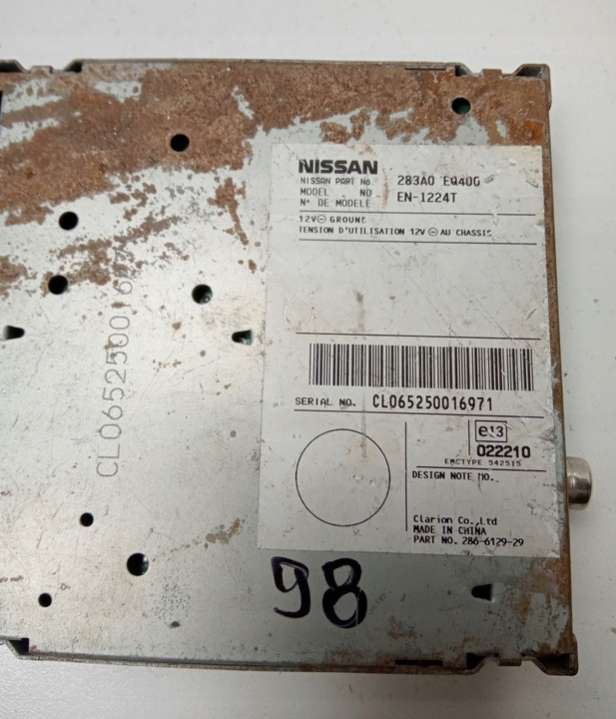 NISSAN
NISSAN PART No. 283A0 EQ400
MODEL NO EN-1224T
N° DE MODELE
12V⊖ GROUND
TENSION D'UTILISATION 12V ⊖ AU CHASSIS
SERIAL NO. CL065250016971
e13
022210
EMCTYPE 542515
DESIGN NOTE NO.
Clarion Co.,Ltd
MADE IN CHINA
PART NO. 286-6129-29
CL065250016971
98